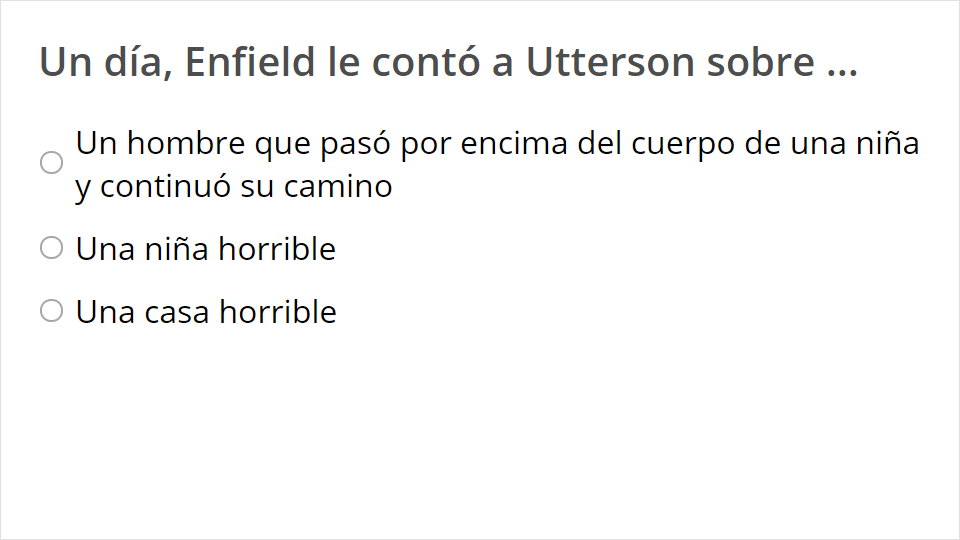 Un día, Enfield le contó a Utterson sobre ...
Un hombre que pasó por encima del cuerpo de una niña
y continuó su camino
Una niña horrible
Una casa horrible